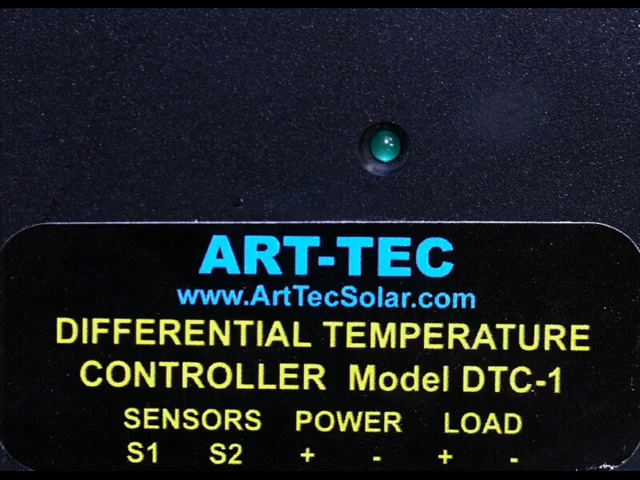 ART-TEC
www.ArtTecSolar.com
DIFFERENTIAL TEMPERATURE
CONTROLLER Model DTC-1
SENSORS POWER LOAD
S1 S2 + - + -